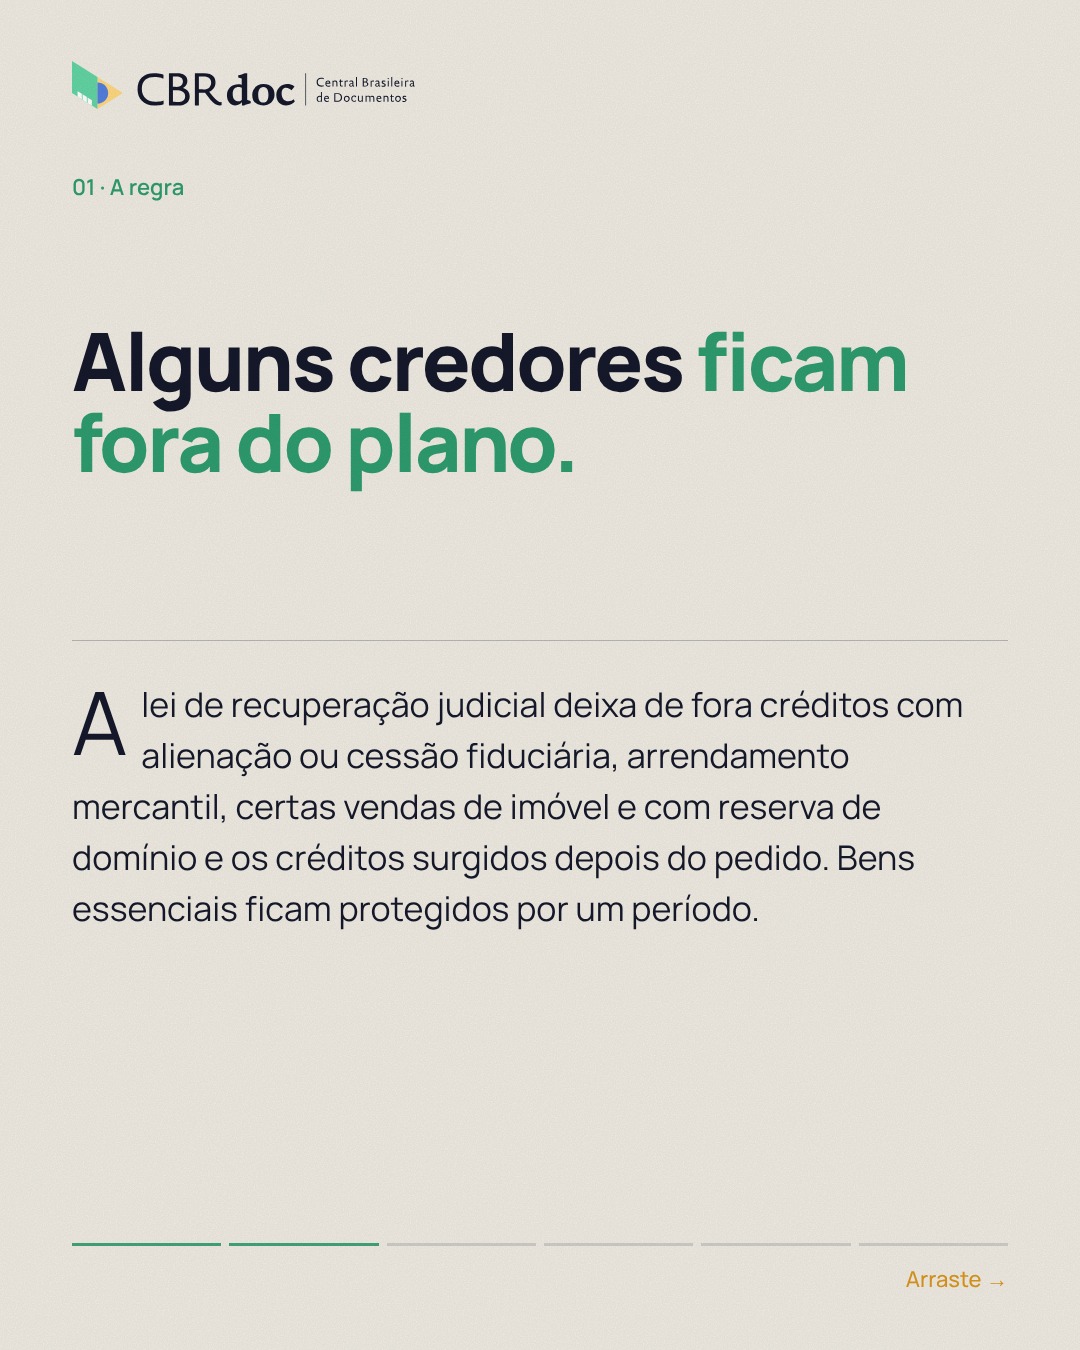 CBRdoc
Central Brasileira
de Documentos
01 · A regra
Alguns credores ficam
fora do plano.
A lei de recuperação judicial deixa de fora créditos com
alienação ou cessão fiduciária, arrendamento
mercantil, certas vendas de imóvel e com reserva de
domínio e os créditos surgidos depois do pedido. Bens
essenciais ficam protegidos por um período.
Arraste →